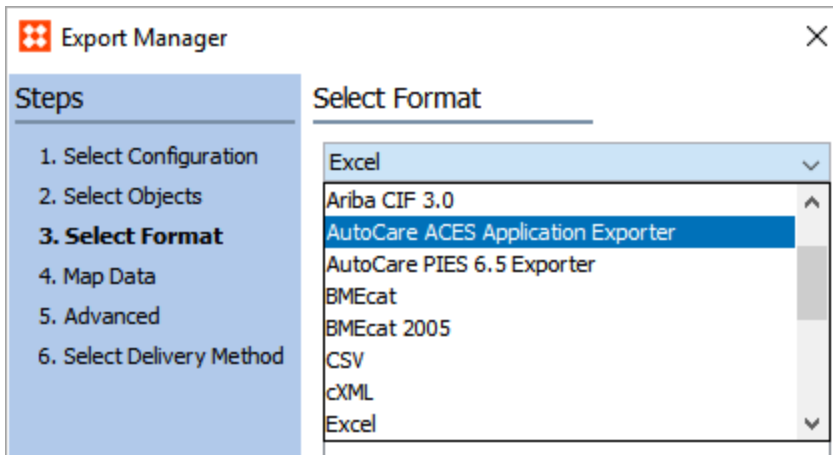 Export Manager
Steps
1. Select Configuration
2. Select Objects
3. Select Format
4. Map Data
5. Advanced
6. Select Delivery Method
Select Format
Excel
Ariba CIF 3.0
AutoCare ACES Application Exporter
AutoCare PIES 6.5 Exporter
BMEcat
BMEcat 2005
CSV
cXML
Excel